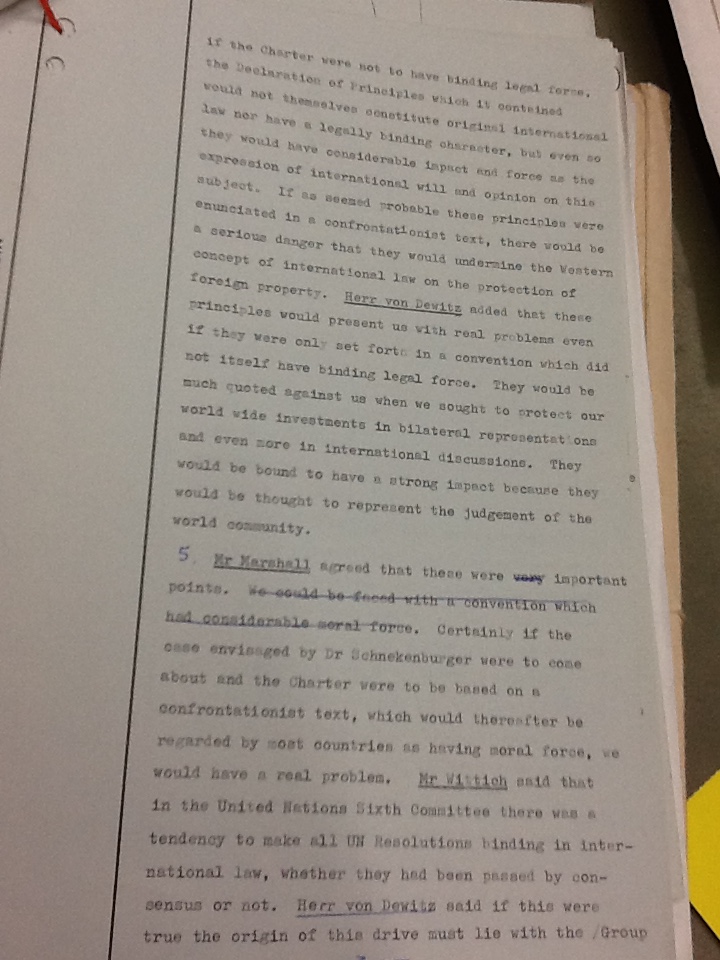 if the Charter were not to have binding legal force,
the Declaration of Principles which it contained
would not themselves constitute original international
law nor have a legally binding character, but even so
they would have considerable impact and force as the
expression of international will and opinion on this
subject. If as seemed probable these principles were
enunciated in a confrontationist text, there would be
a serious danger that they would undermine the Western
concept of international law on the protection of
foreign property. Herr von Dewitz added that these
principles would present us with real problems even
if they were only set forth in a convention which did
not itself have binding legal force. They would be
much quoted against us when we sought to protect our
world wide investments in bilateral representations
and even more in international discussions. They
would be bound to have a strong impact because they
would be thought to represent the judgement of the
world community.
5. Mr Marshall agreed that these were very important
points. We could be faced with a convention which
had considerable moral force. Certainly if the
case envisaged by Dr Schnekenburger were to come
about and the Charter were to be based on a
confrontationist text, which would thereafter be
regarded by most countries as having moral force, we
would have a real problem. Mr Wittich said that
in the United Nations Sixth Committee there was a
tendency to make all UN Resolutions binding in inter-
national law, whether they had been passed by con-
sensus or not. Herr von Dewitz said if this were
true the origin of this drive must lie with the /Group